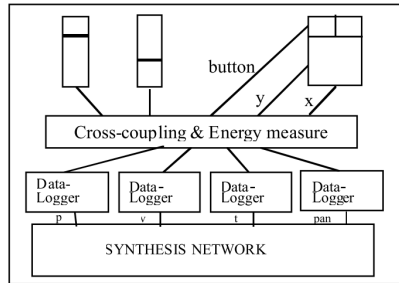 button
y
x
Cross-coupling & Energy measure
Data-
Logger
Data-
Logger
Data-
Logger
Data-
Logger
p
v
t
pan
SYNTHESIS NETWORK